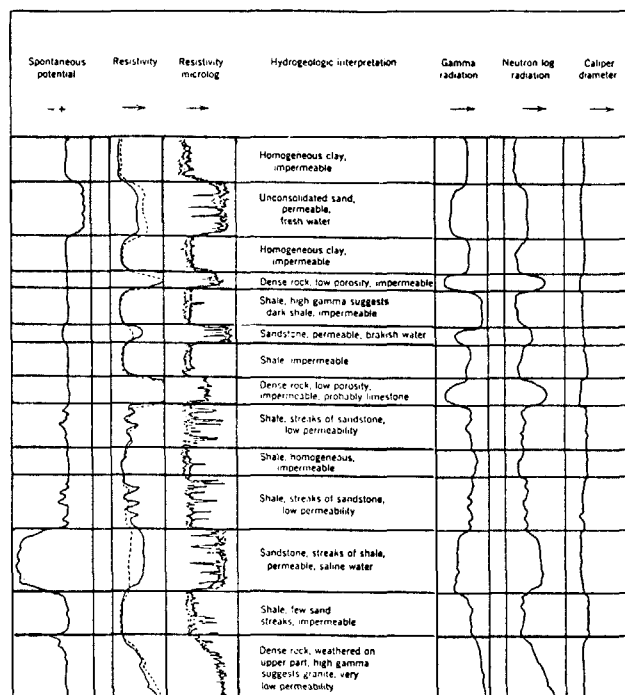 Spontaneous potential
Resistivity
Resistivity microlog
Hydrogeologic interpretation
Gamma radiation
Neutron log radiation
Caliper diameter
- +
Homogeneous clay,
impermeable
Unconsolidated sand,
permeable,
fresh water
Homogeneous clay,
impermeable
Dense rock, low porosity, impermeable
Shale, high gamma suggests
dark shale, impermeable
Sandstone, permeable, brakish water
Shale impermeable
Dense rock, low porosity,
impermeable, probably limestone
Shale, streaks of sandstone,
low permeability
Shale, homogeneous,
impermeable
Shale, streaks of sandstone,
low permeability
Sandstone, streaks of shale,
permeable, saline water
Shale, few sand
streaks, impermeable
Dense rock, weathered on
upper part, high gamma
suggests granite, very
low permeability